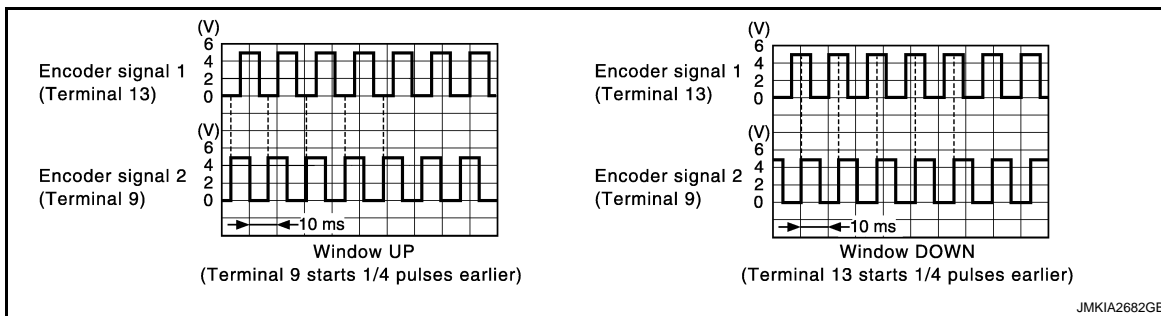 (V)
6
4
2
0
Encoder signal 1
(Terminal 13)
(V)
6
4
2
0
Encoder signal 2
(Terminal 9)
10 ms
Window UP
(Terminal 9 starts 1/4 pulses earlier)
(V)
6
4
2
0
Encoder signal 1
(Terminal 13)
(V)
6
4
2
0
Encoder signal 2
(Terminal 9)
10 ms
Window DOWN
(Terminal 13 starts 1/4 pulses earlier)
JMKIA2682GB